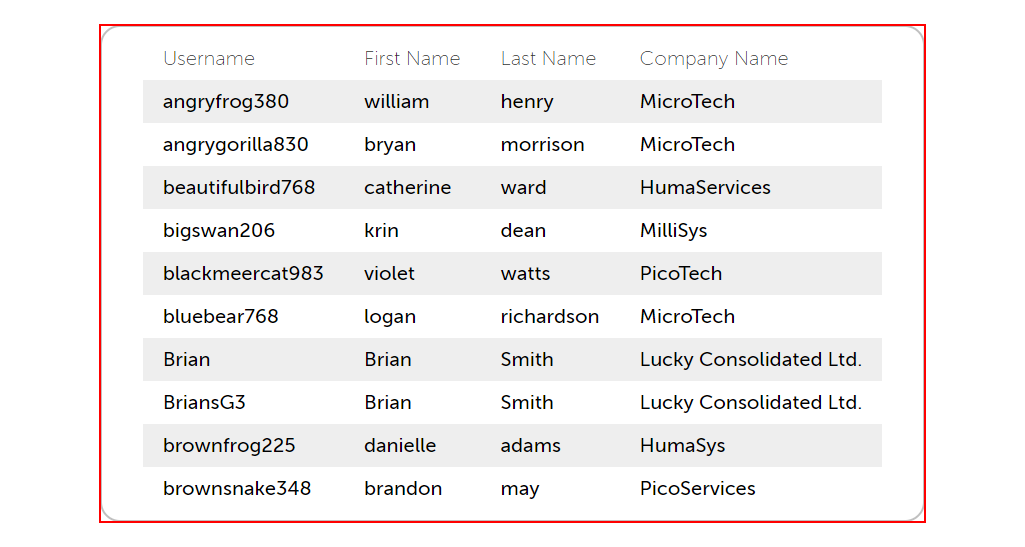 Username First Name Last Name Company Name
angryfrog380 william henry MicroTech
angrygorilla830 bryan morrison MicroTech
beautifulbird768 catherine ward HumaServices
bigswan206 krin dean MilliSys
blackmeercat983 violet watts PicoTech
bluebear768 logan richardson MicroTech
Brian Brian Smith Lucky Consolidated Ltd.
BriansG3 Brian Smith Lucky Consolidated Ltd.
brownfrog225 danielle adams HumaSys
brownsnake348 brandon may PicoServices